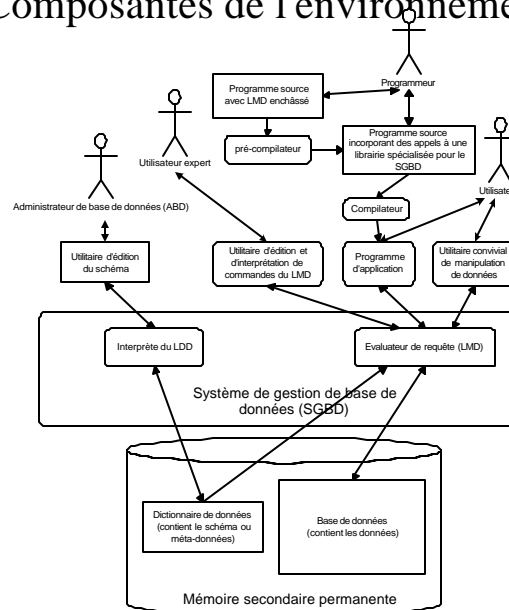 Composantes de l'environneme
Programmeur
Programme source
avec LMD enchâssé
Programme source
incorporant des appels à une
librairie spécialisée pour le
SGBD
pré-compilateur
Utilisateur expert
Utilisate
Administrateur de base de données (ABD)
Compilateur
Utilitaire d'édition
du schéma
Utilitaire d'édition et
d'interprétation de
commandes du LMD
Programme
d'application
Utilitaire convivial
de manipulation
de données
Interprète du LDD
Evaluateur de requête (LMD)
Système de gestion de base de
données (SGBD)
Dictionnaire de données
(contient le schéma ou
méta-données)
Base de données
(contient les données)
Mémoire secondaire permanente